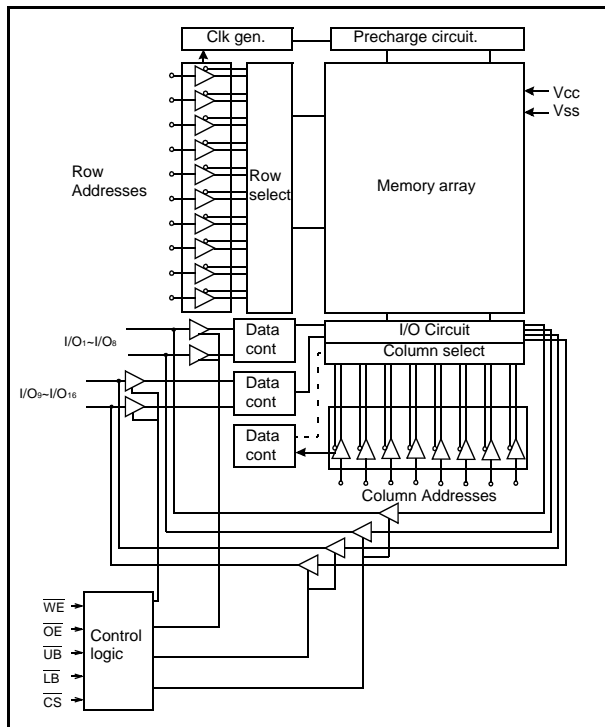 Clk gen.
Precharge circuit.
Vcc
Vss
Row
Addresses
Row
select
Memory array
I/O1~I/O8
Data
cont
I/O Circuit
Column select
I/O9~I/O16
Data
cont
Data
cont
Column Addresses
WE
OE
UB
LB
CS
Control
logic